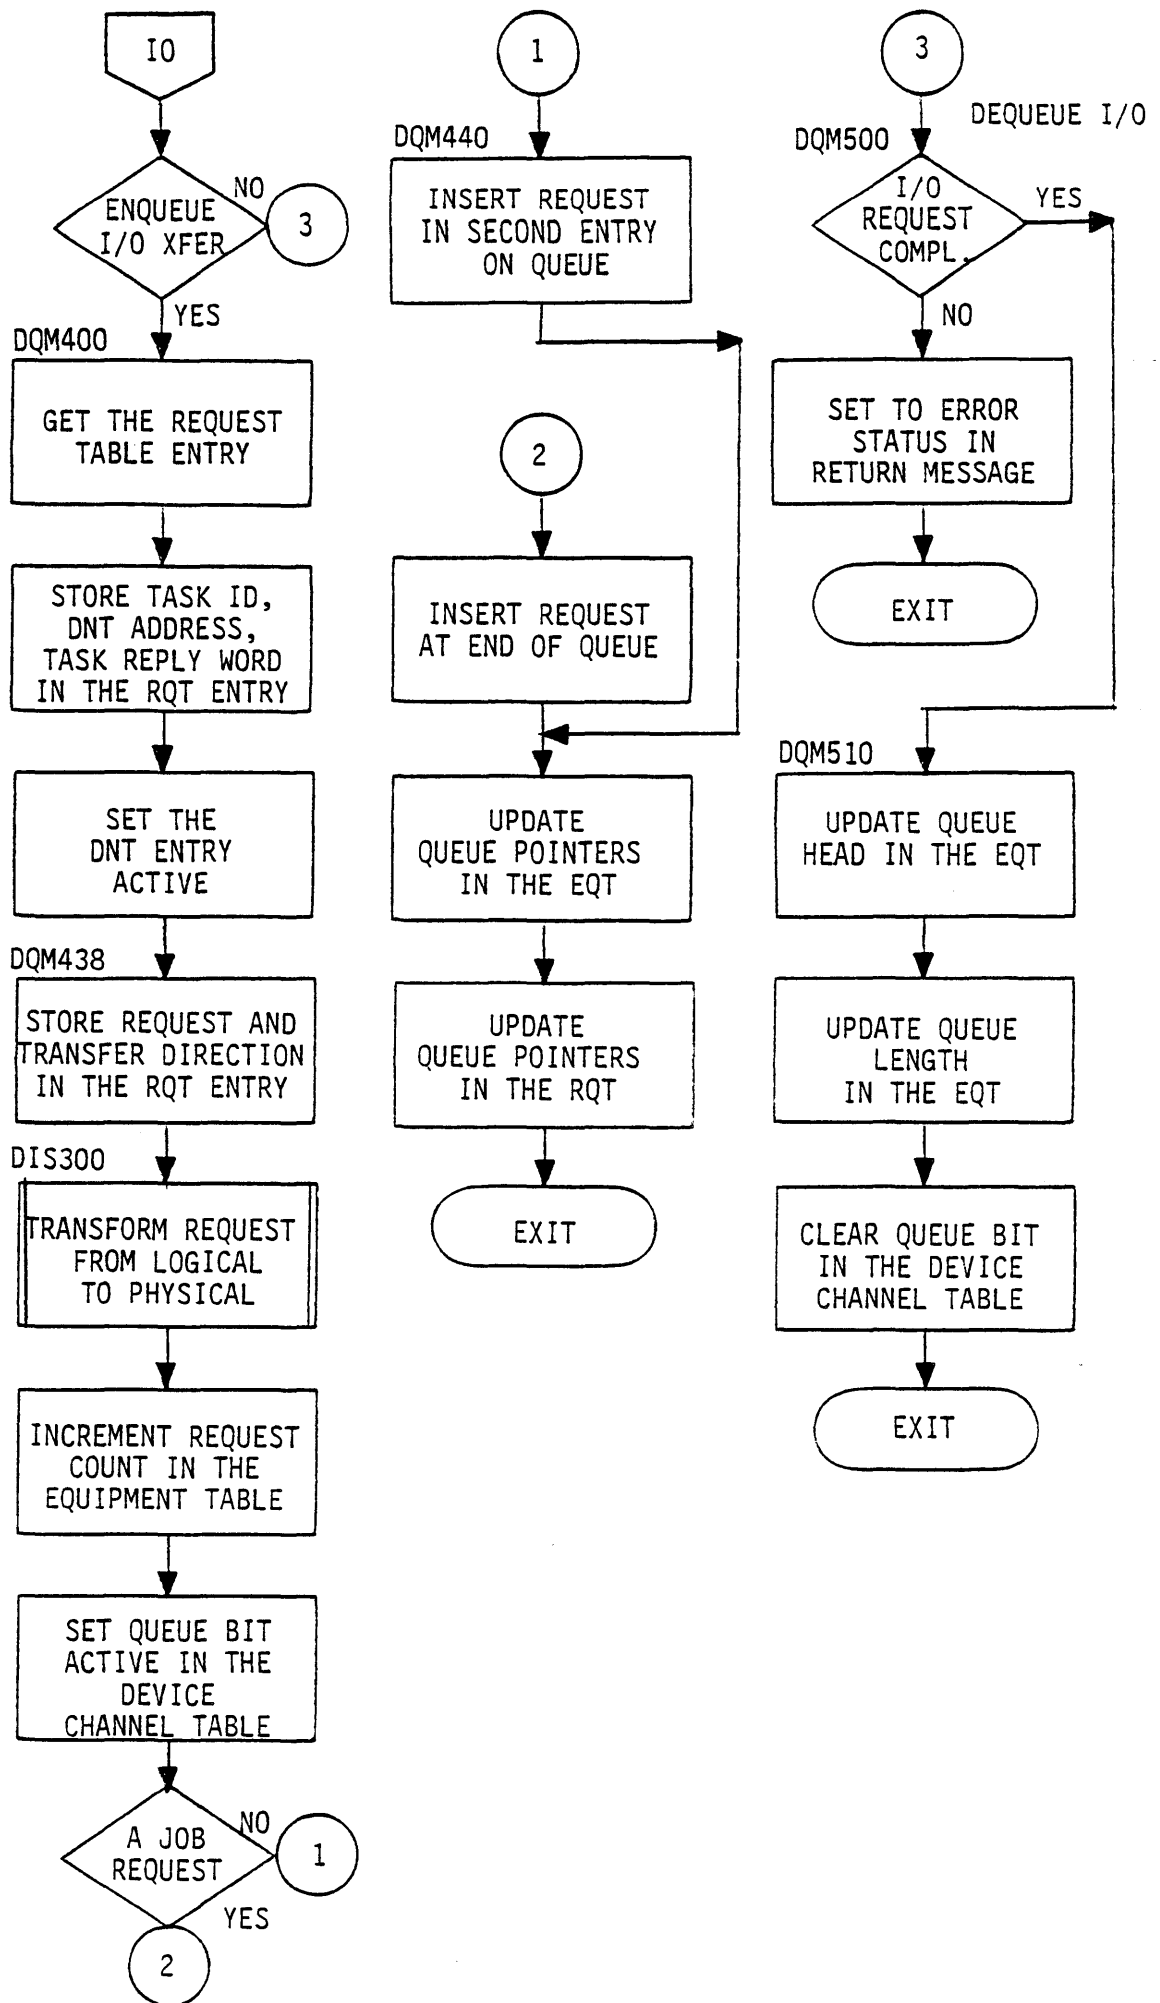 IO
ENQUEUE
I/O XFER
NO
3
YES
DQM400
GET THE REQUEST
TABLE ENTRY
STORE TASK ID,
DNT ADDRESS,
TASK REPLY WORD
IN THE RQT ENTRY
SET THE
DNT ENTRY
ACTIVE
DQM438
STORE REQUEST AND
TRANSFER DIRECTION
IN THE RQT ENTRY
DIS300
TRANSFORM REQUEST
FROM LOGICAL
TO PHYSICAL
INCREMENT REQUEST
COUNT IN THE
EQUIPMENT TABLE
SET QUEUE BIT
ACTIVE IN THE
DEVICE
CHANNEL TABLE
A JOB
REQUEST
NO
1
YES
2
1
DQM440
INSERT REQUEST
IN SECOND ENTRY
ON QUEUE
2
INSERT REQUEST
AT END OF QUEUE
UPDATE
QUEUE POINTERS
IN THE EQT
UPDATE
QUEUE POINTERS
IN THE RQT
EXIT
3
DEQUEUE I/O
DQM500
I/O
REQUEST
COMPL.
YES
NO
SET TO ERROR
STATUS IN
RETURN MESSAGE
EXIT
DQM510
UPDATE QUEUE
HEAD IN THE EQT
UPDATE QUEUE
LENGTH
IN THE EQT
CLEAR QUEUE BIT
IN THE DEVICE
CHANNEL TABLE
EXIT